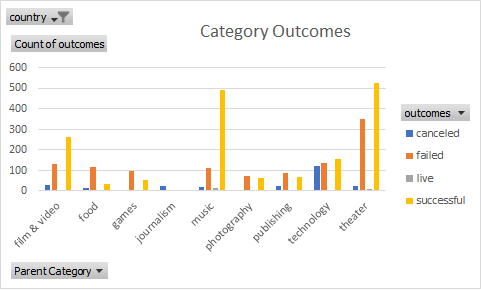 country
Count of outcomes
Category Outcomes
600
500
400
300
200
100
0
film & video
food
games
journalism
music
photography
publishing
technology
theater
outcomes
canceled
failed
live
successful
Parent Category